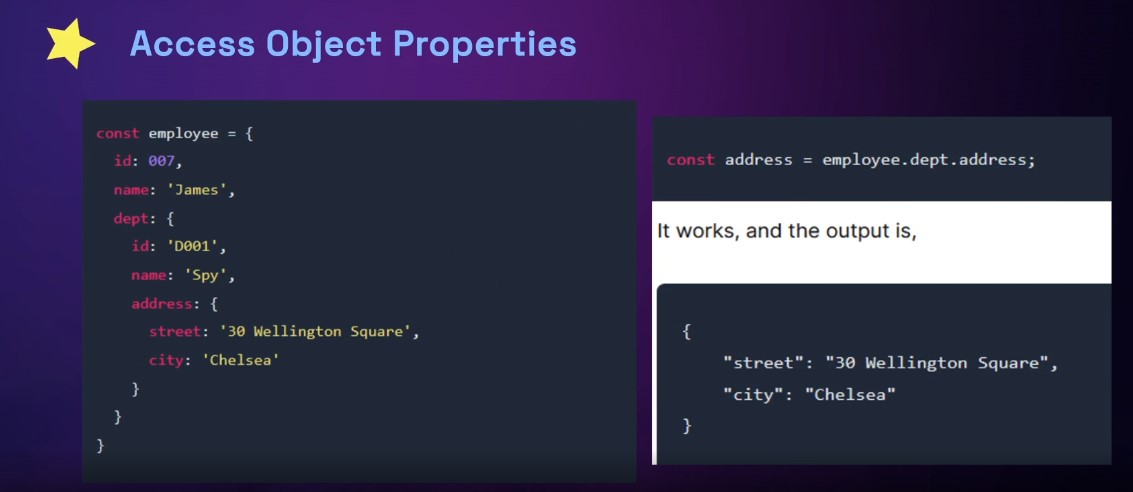 Access Object Properties
const employee = {
  id: 007,
  name: 'James',
  dept: {
    id: 'D001',
    name: 'Spy',
    address: {
      street: '30 Wellington Square',
      city: 'Chelsea'
    }
  }
}
const address = employee.dept.address;
It works, and the output is,
{
    "street": "30 Wellington Square",
    "city": "Chelsea"
}